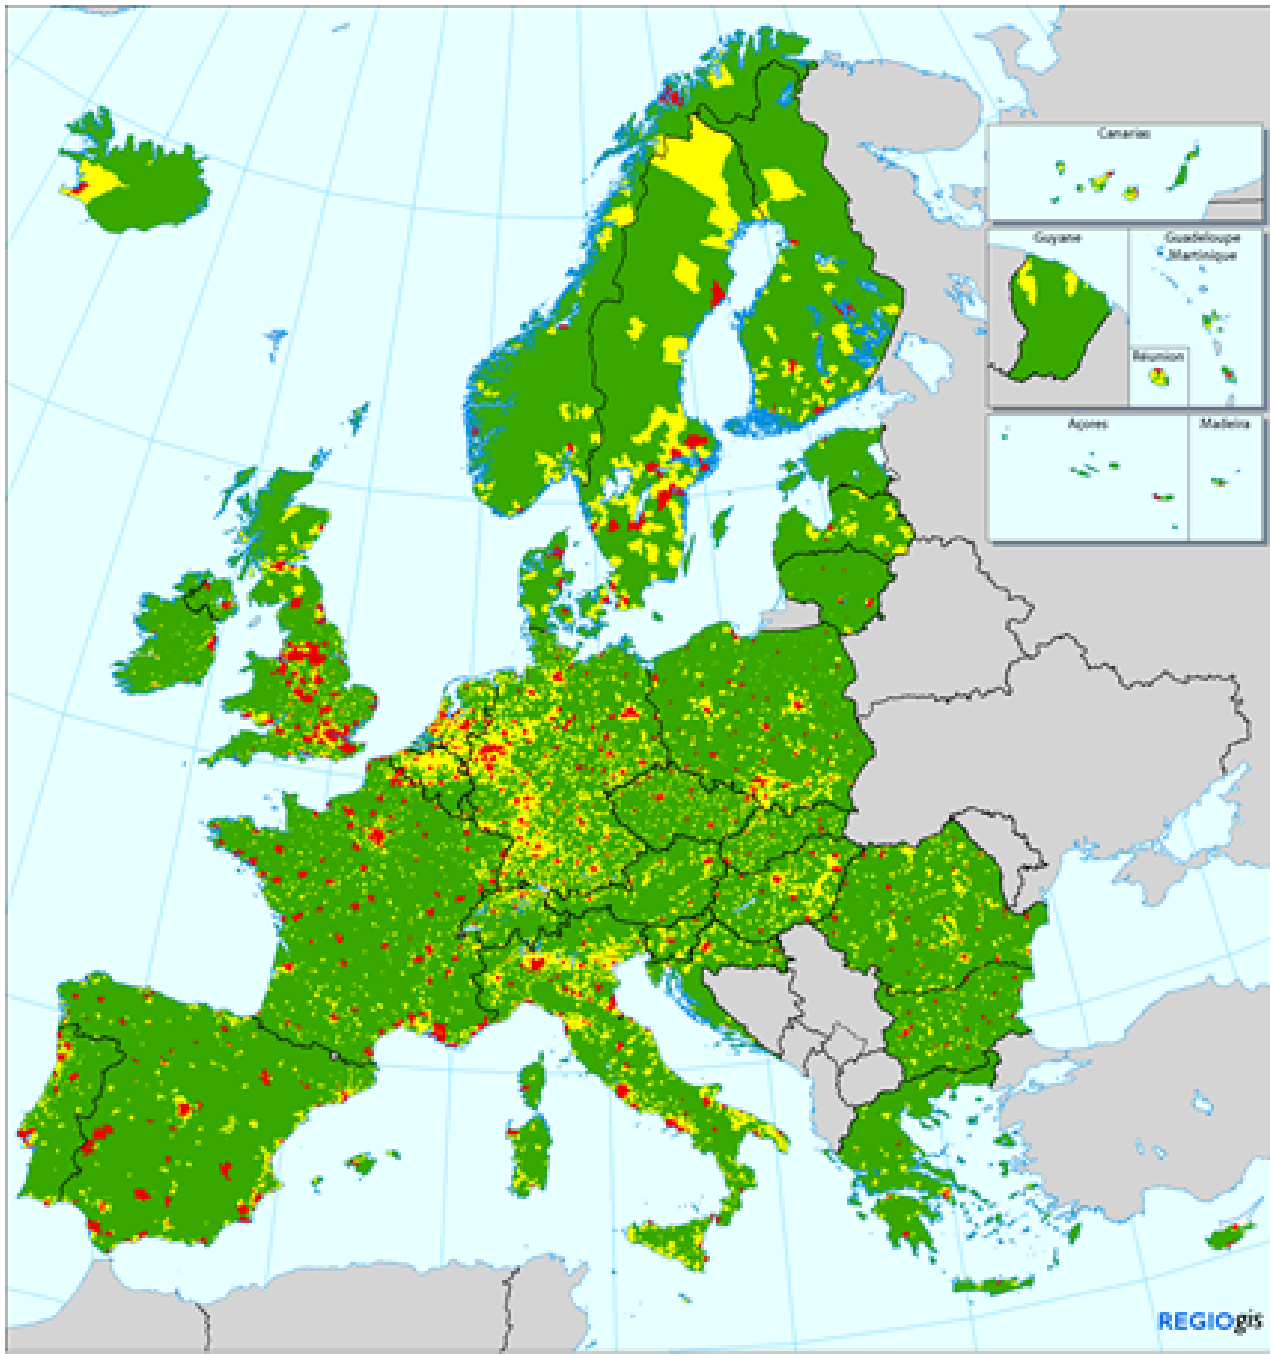 Canarias
Guyane
Guadeloupe
Martinique
Réunion
Açores
Madeira
REGIOgis